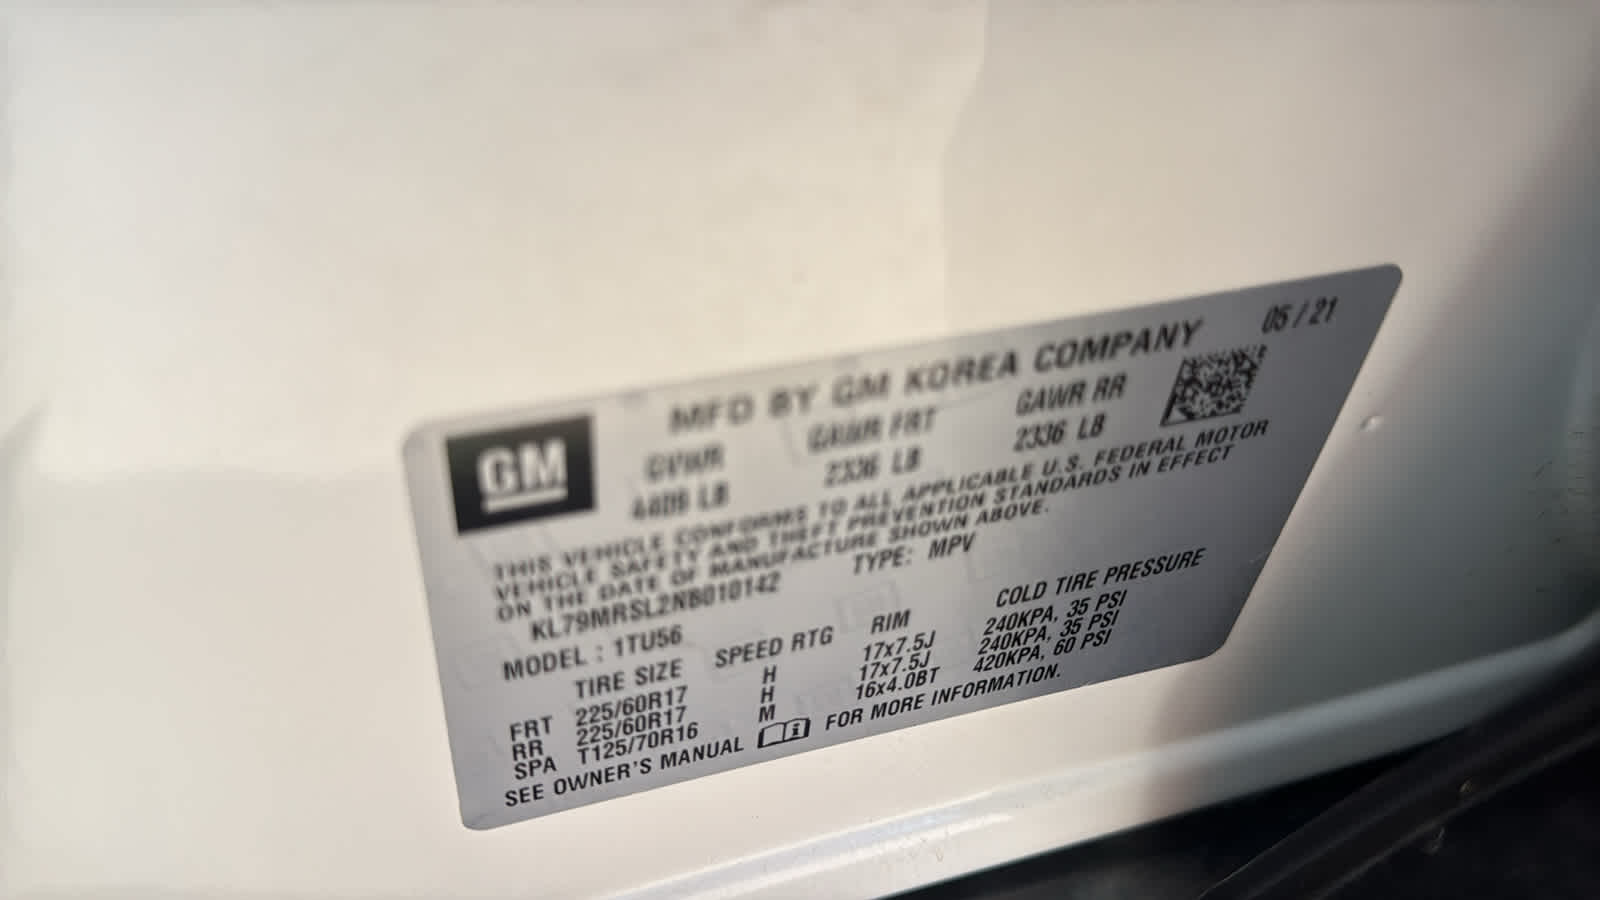 MFD BY GM KOREA COMPANY 05/21
GM
GVWR GAWR FRT GAWR RR
4409 LB 2336 LB 2336 LB
THIS VEHICLE CONFORMS TO ALL APPLICABLE U.S. FEDERAL MOTOR
VEHICLE SAFETY AND THEFT PREVENTION STANDARDS IN EFFECT
ON THE DATE OF MANUFACTURE SHOWN ABOVE.
KL79MRSL2NB010142 TYPE: MPV
MODEL : 1TU56
TIRE SIZE SPEED RTG RIM COLD TIRE PRESSURE
FRT 225/60R17 H 17x7.5J 240KPA, 35 PSI
RR 225/60R17 H 17x7.5J 240KPA, 35 PSI
SPA T125/70R16 M 16x4.0BT 420KPA, 60 PSI
SEE OWNER'S MANUAL i FOR MORE INFORMATION.